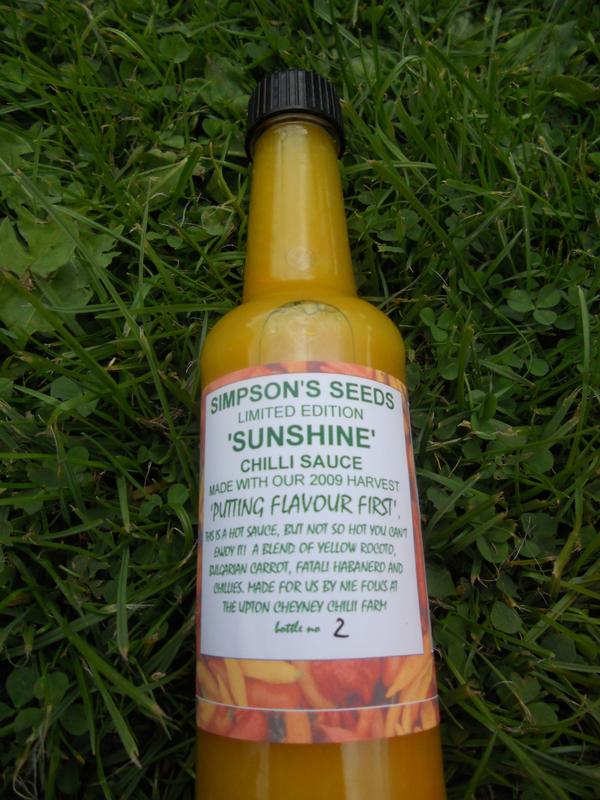 SIMPSON'S SEEDS
LIMITED EDITION
'SUNSHINE'
CHILLI SAUCE
MADE WITH OUR 2009 HARVEST
'PUTTING FLAVOUR FIRST'.
THIS IS A HOT SAUCE, BUT NOT SO HOT YOU CAN'T
ENJOY IT! A BLEND OF YELLOW ROCOTO,
BULGARIAN CARROT, FATALI HABANERO AND
CHILLIES. MADE FOR US BY NIE FOLKS AT
THE UPTON CHEYNEY CHILII FARM
bottle no 2